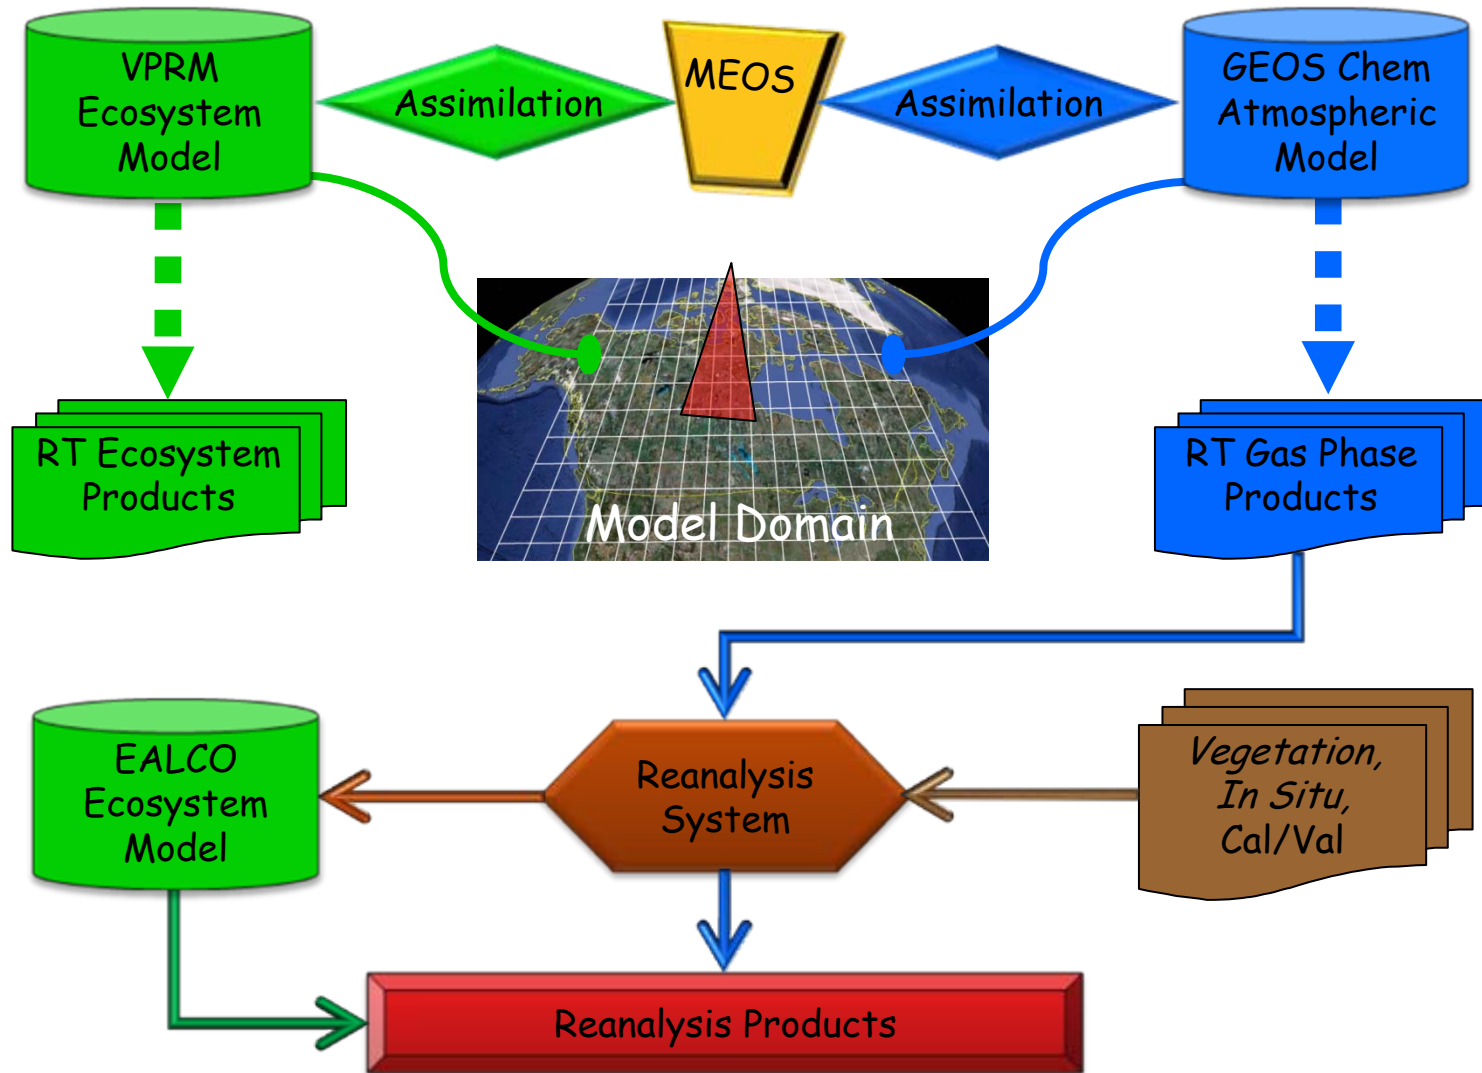 VPRM
Ecosystem
Model
Assimilation
MEOS
Assimilation
GEOS Chem
Atmospheric
Model
RT Ecosystem
Products
Model Domain
RT Gas Phase
Products
EALCO
Ecosystem
Model
Reanalysis
System
Vegetation,
In Situ,
Cal/Val
Reanalysis Products